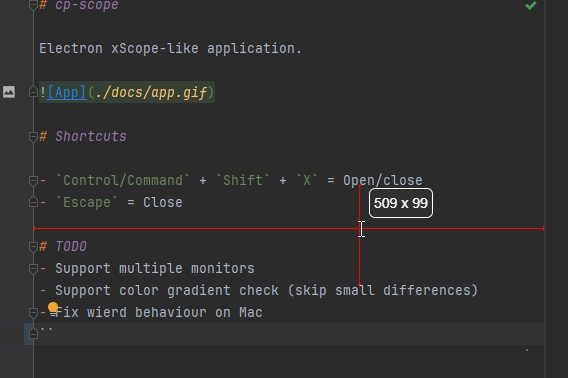 # cp-scope
Electron xScope-like application.
![App](./docs/app.gif)
# Shortcuts
- `Control/Command` + `Shift` + `X` = Open/close
- `Escape` = Close
509 x 99
# TODO
- Support multiple monitors
- Support color gradient check (skip small differences)
- Fix wierd behaviour on Mac
``